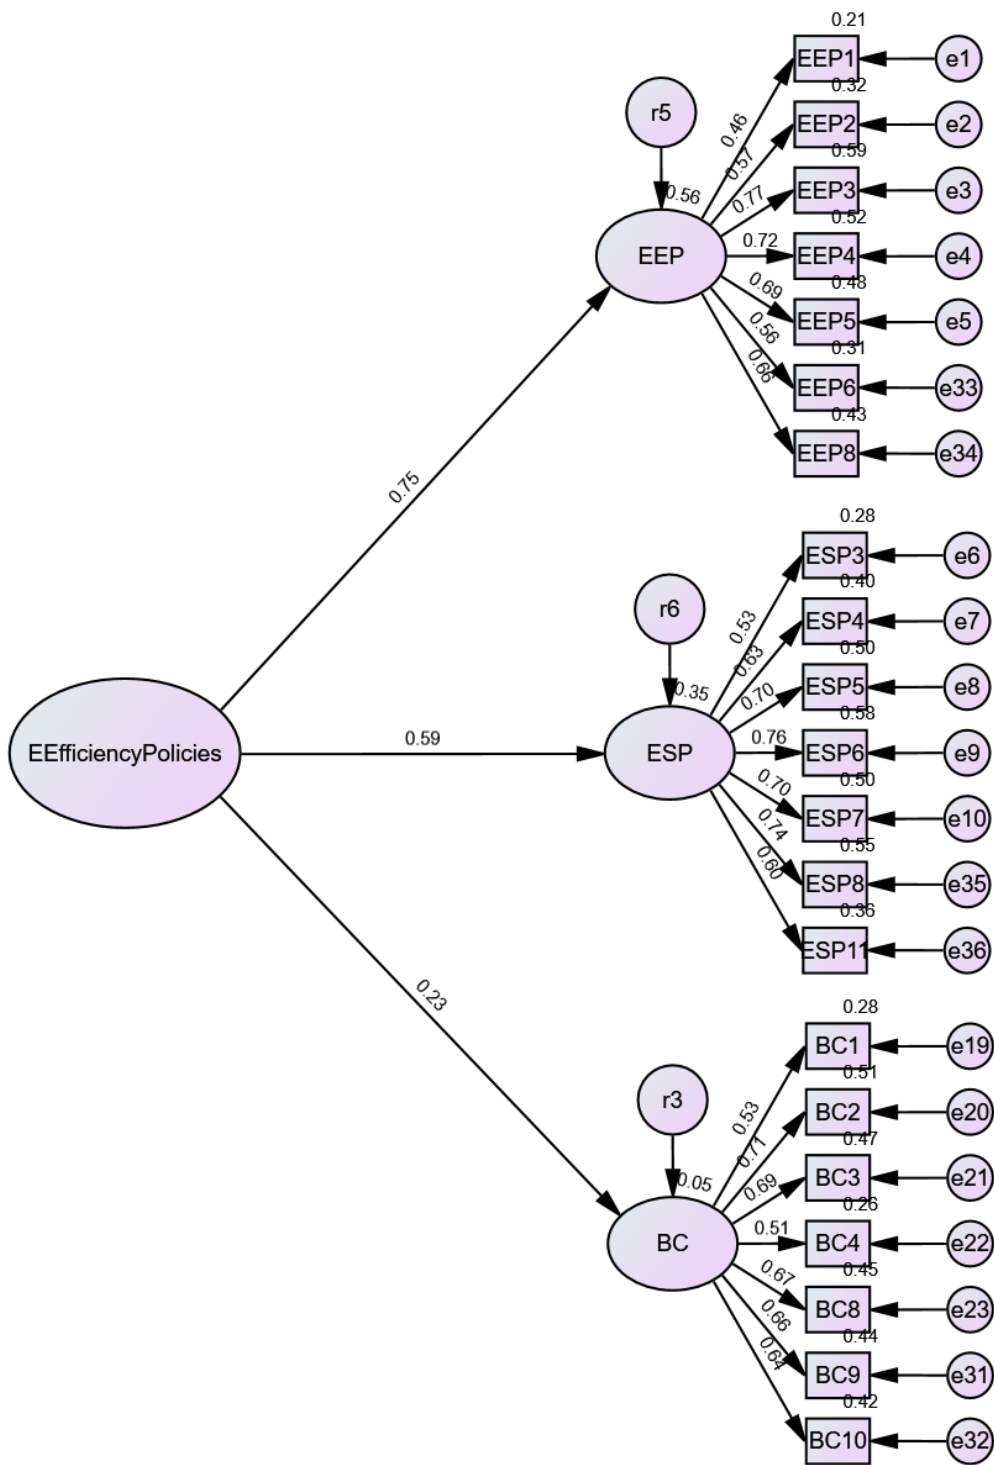 0.21
EEP1
e1
0.32
r5
0.46
EEP2
e2
0.59
0.57
EEP3
e3
0.56
0.77
0.52
EEP
0.72
EEP4
e4
0.48
0.69
EEP5
e5
0.31
0.56
EEP6
e33
0.43
0.66
EEP8
e34
0.75
0.28
ESP3
e6
0.40
r6
0.53
ESP4
e7
0.50
0.63
ESP5
e8
0.35
0.70
0.58
EEfficiencyPolicies
0.59
ESP
0.76
ESP6
e9
0.50
0.70
ESP7
e10
0.55
0.74
ESP8
e35
0.36
0.60
ESP11
e36
0.23
0.28
BC1
e19
0.51
r3
0.53
BC2
e20
0.47
0.71
BC3
e21
0.05
0.69
0.26
BC
0.51
BC4
e22
0.45
0.67
BC8
e23
0.44
0.66
BC9
e31
0.42
0.64
BC10
e32